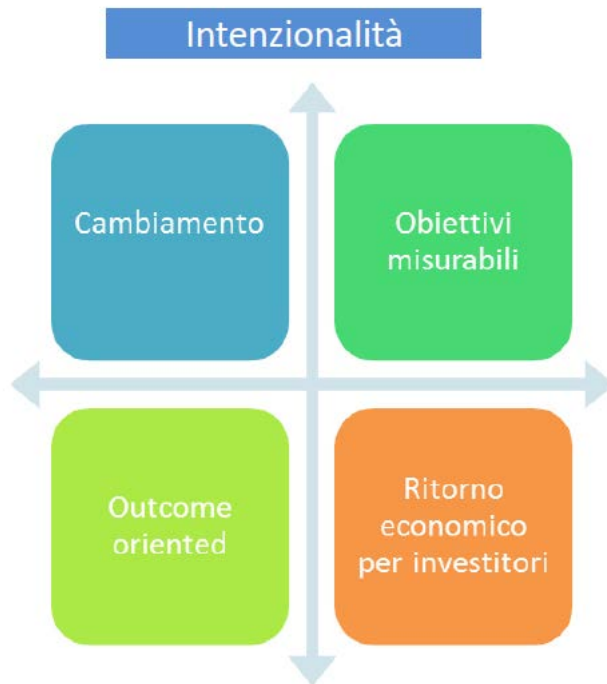 Intenzionalità
Cambiamento
Obiettivi
misurabili
Outcome
oriented
Ritorno
economico
per investitori